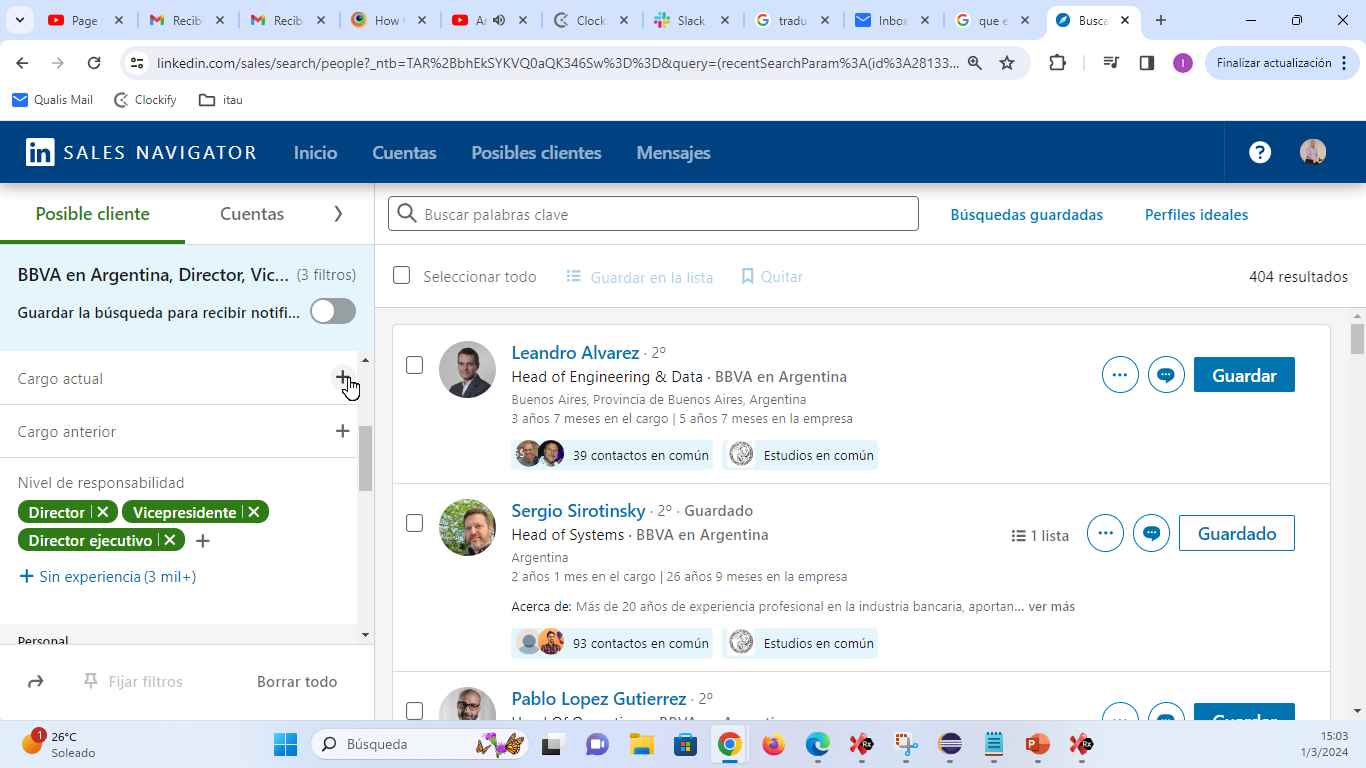 Page
Recib
Recib
How
A
Clock
Slack
tradu
Inbox
que e
Busca
linkedin.com/sales/search/people?_ntb=TAR%2BbhEkSYKVQ0aQK346Sw%3D%3D&query=(recentSearchParam%3A(id%3A28133...
I
Finalizar actualización
Qualis Mail
Clockify
itau
in SALES NAVIGATOR
Inicio
Cuentas
Posibles clientes
Mensajes
?
Posible cliente
Cuentas
Buscar palabras clave
Búsquedas guardadas
Perfiles ideales
BBVA en Argentina, Director, Vic... (3 filtros)
Guardar la búsqueda para recibir notifi...
Seleccionar todo
Guardar en la lista
Quitar
404 resultados
Cargo actual
Cargo anterior
Nivel de responsabilidad
Director
Vicepresidente
Director ejecutivo
+ Sin experiencia (3 mil+)
Personal
Fijar filtros
Borrar todo
Leandro Alvarez · 2º
Head of Engineering & Data · BBVA en Argentina
Buenos Aires, Provincia de Buenos Aires, Argentina
3 años 7 meses en el cargo | 5 años 7 meses en la empresa
39 contactos en común
Estudios en común
Guardar
Sergio Sirotinsky · 2º · Guardado
Head of Systems · BBVA en Argentina
Argentina
2 años 1 mes en el cargo | 26 años 9 meses en la empresa
Acerca de: Más de 20 años de experiencia profesional en la industria bancaria, aportan... ver más
93 contactos en común
Estudios en común
1 lista
Guardado
Pablo Lopez Gutierrez · 2º
Guardar
1
26°C
Soleado
Búsqueda
15:03
1/3/2024